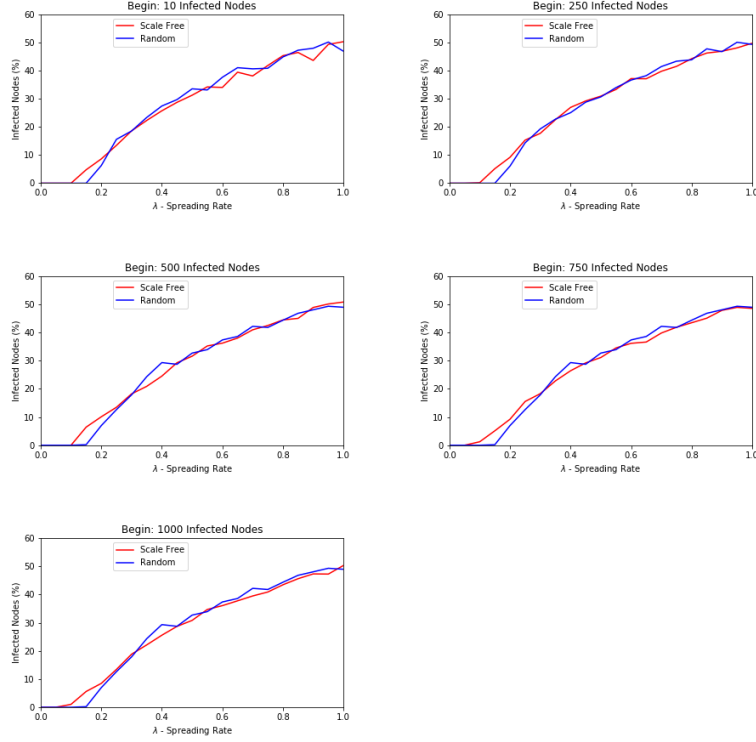 Begin: 10 Infected Nodes
Scale Free
Random
Infected Nodes (%)
60
50
40
30
20
10
0
0.0 0.2 0.4 0.6 0.8 1.0
λ - Spreading Rate
Begin: 250 Infected Nodes
Scale Free
Random
Infected Nodes (%)
60
50
40
30
20
10
0
0.0 0.2 0.4 0.6 0.8 1.0
λ - Spreading Rate
Begin: 500 Infected Nodes
Scale Free
Random
Infected Nodes (%)
60
50
40
30
20
10
0
0.0 0.2 0.4 0.6 0.8 1.0
λ - Spreading Rate
Begin: 750 Infected Nodes
Scale Free
Random
Infected Nodes (%)
60
50
40
30
20
10
0
0.0 0.2 0.4 0.6 0.8 1.0
λ - Spreading Rate
Begin: 1000 Infected Nodes
Scale Free
Random
Infected Nodes (%)
60
50
40
30
20
10
0
0.0 0.2 0.4 0.6 0.8 1.0
λ - Spreading Rate